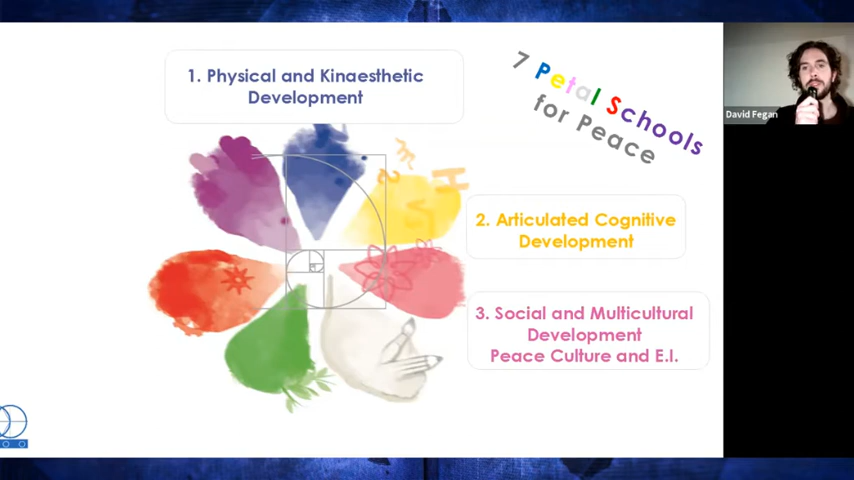 1. Physical and Kinaesthetic
Development
7 Petal Schools
for Peace
David Fegan
2. Articulated Cognitive
Development
3. Social and Multicultural
Development
Peace Culture and E.I.